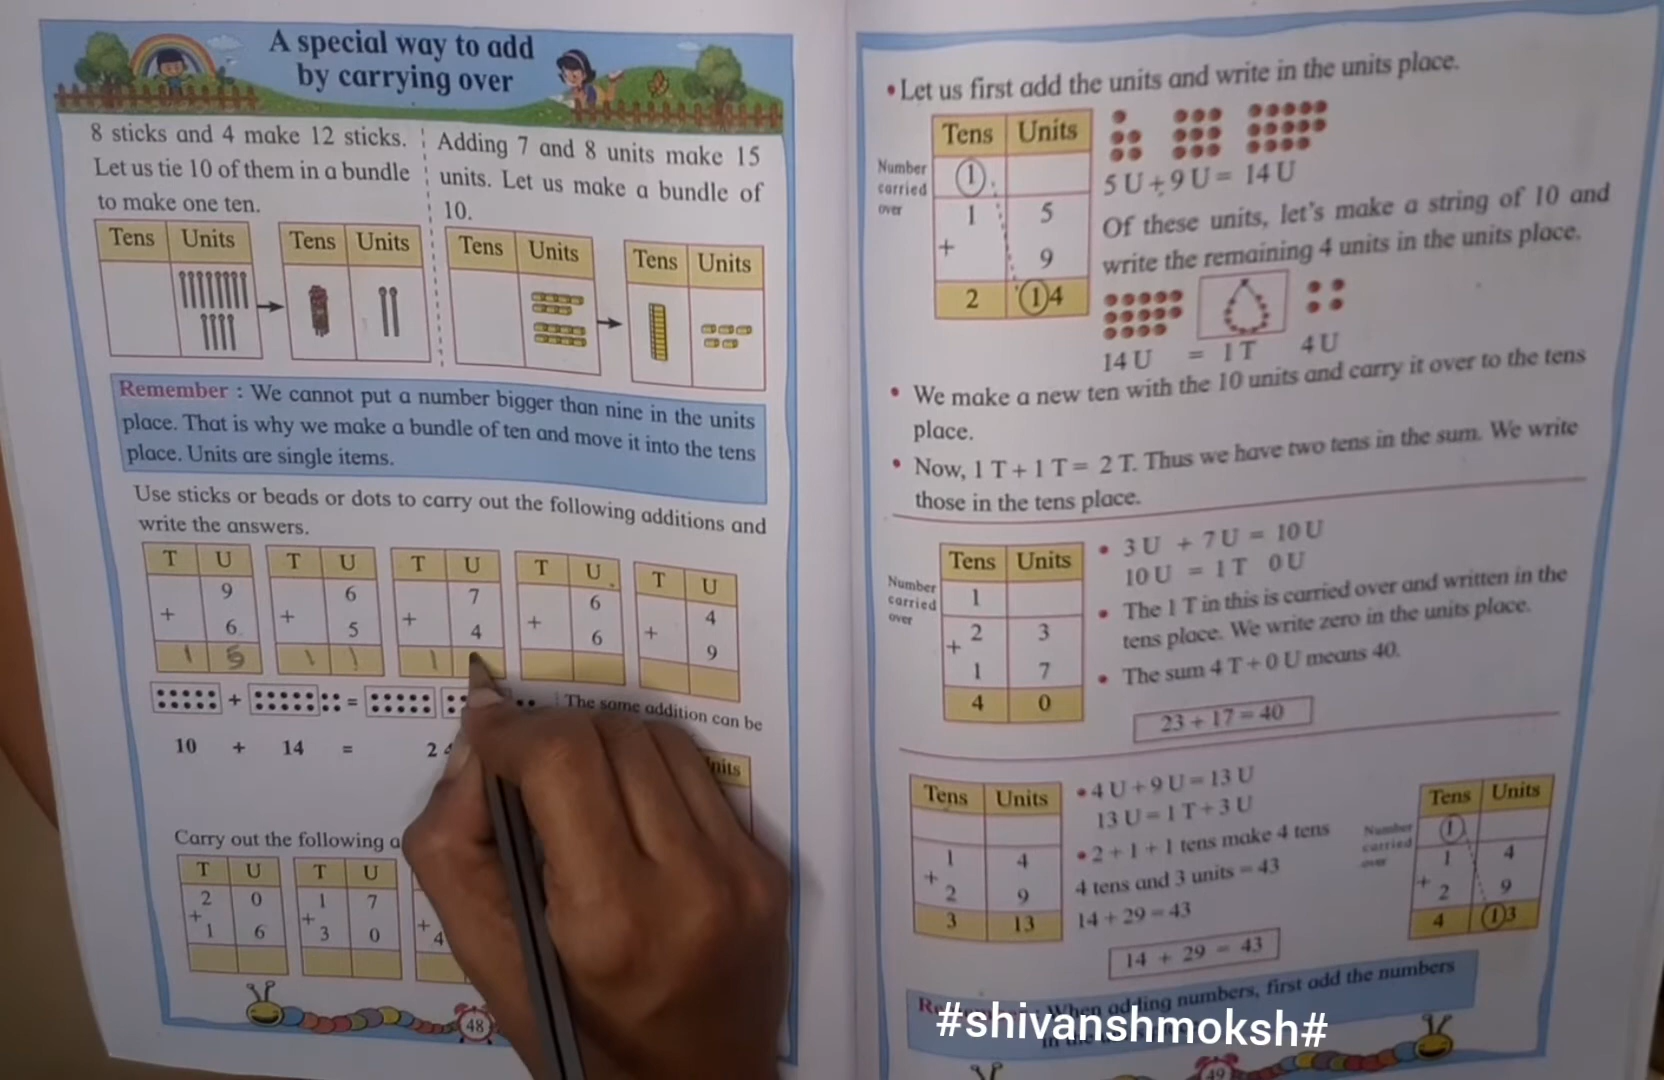 A special way to add
by carrying over
8 sticks and 4 make 12 sticks.
Let us tie 10 of them in a bundle
to make one ten.
Adding 7 and 8 units make 15
units. Let us make a bundle of
10.
Tens Units
Tens Units
Tens Units
Tens Units
Remember : We cannot put a number bigger than nine in the units
place. That is why we make a bundle of ten and move it into the tens
place. Units are single items.
Use sticks or beads or dots to carry out the following additions and
write the answers.
T U T U T U T U T U
9 6 7 6 4
+ 6 + 5 + 4 + 6 + 9
1 5 1 1 1
+ =
The same addition can be
10 + 14 = 24
Units
Carry out the following a
T U T U
2 0 1 7
+ 1 6 + 3 0 + 4
48
• Let us first add the units and write in the units place.
Tens Units
Number
carried
over
1
1 5
+ 9
2 14
5 U + 9 U = 14 U
Of these units, let's make a string of 10 and
write the remaining 4 units in the units place.
14 U = 1 T 4 U
• We make a new ten with the 10 units and carry it over to the tens
place.
• Now, 1 T + 1 T = 2 T. Thus we have two tens in the sum. We write
those in the tens place.
Tens Units
Number
carried
over
1
2 3
+
1 7
4 0
• 3 U + 7 U = 10 U
10 U = 1 T 0 U
• The 1 T in this is carried over and written in the
tens place. We write zero in the units place.
• The sum 4 T + 0 U means 40.
23 + 17 = 40
Tens Units
1 4
+
2 9
3 13
• 4 U + 9 U = 13 U
13 U = 1 T + 3 U
• 2 + 1 + 1 tens make 4 tens
4 tens and 3 units = 43
14 + 29 = 43
14 + 29 = 43
Tens Units
Number
carried
over
1
1 4
+
2 9
4 13
When adding numbers, first add the numbers
#shivanshmoksh#
49